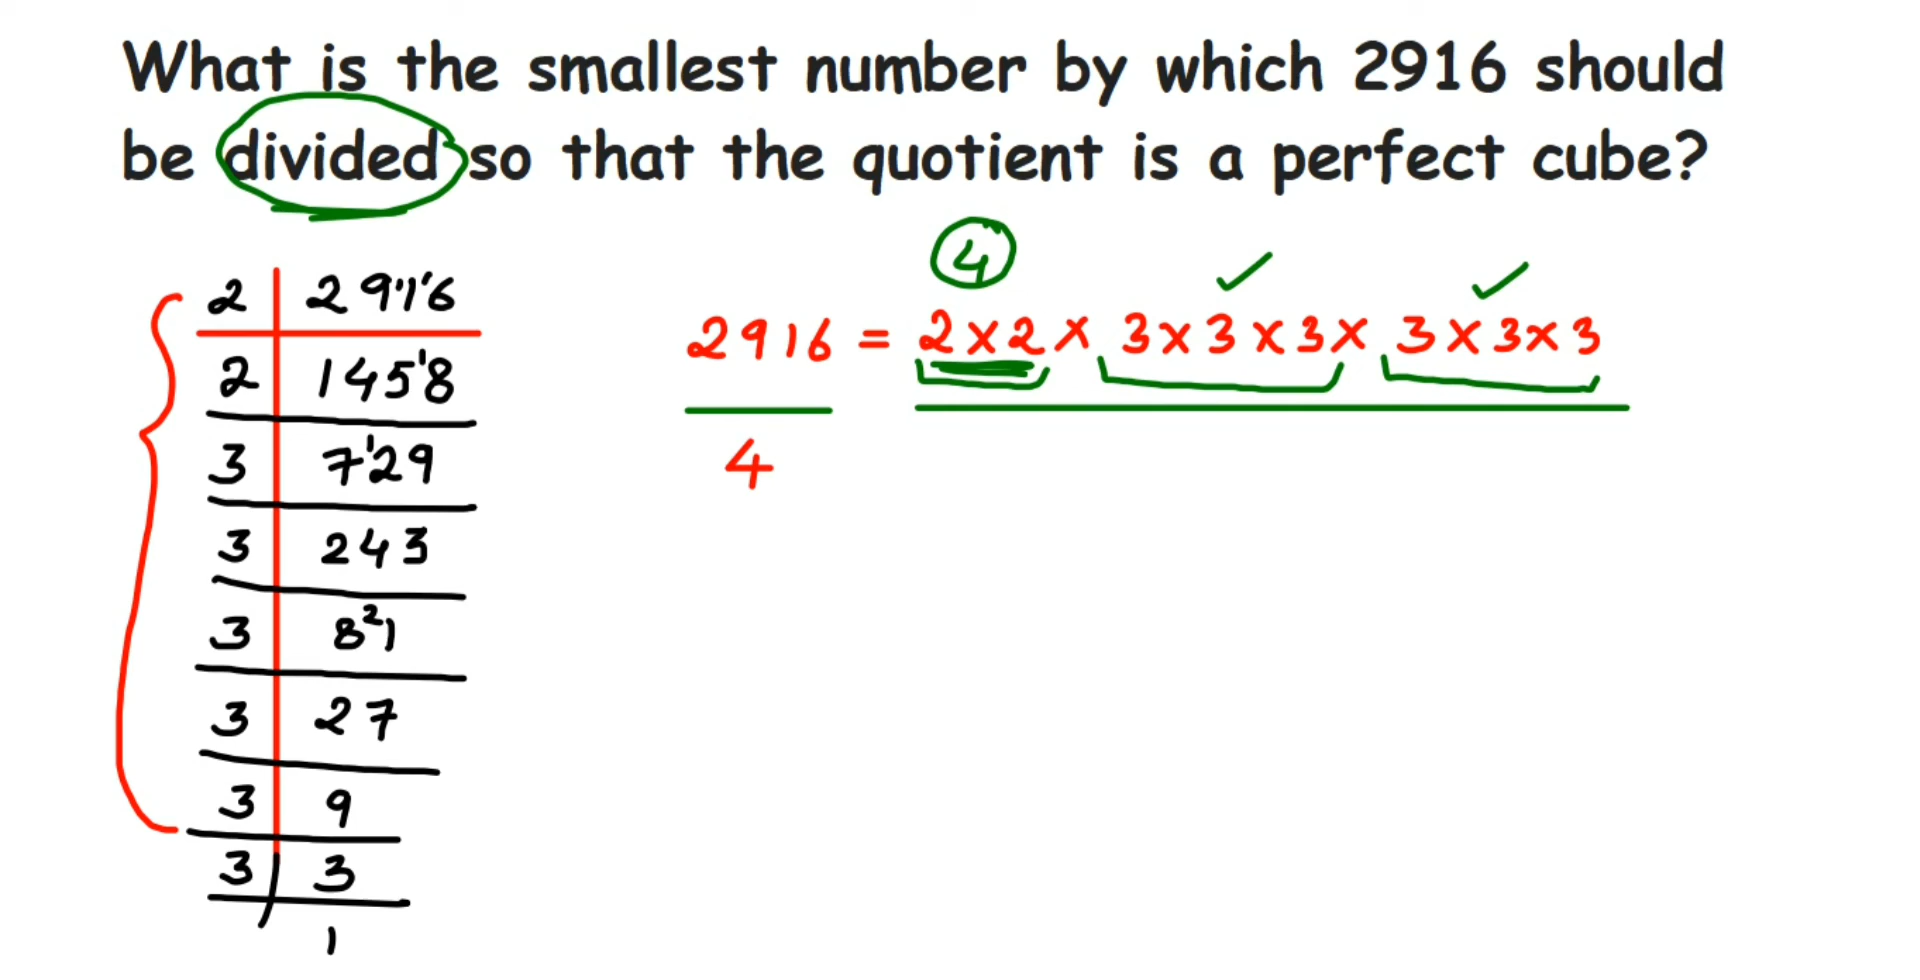 What is the smallest number by which 2916 should
be divided so that the quotient is a perfect cube?
4
2916 = 2×2× 3×3×3× 3×3×3
4
2 | 2916
2 | 1458
3 | 729
3 | 243
3 | 81
3 | 27
3 | 9
3 | 3
1